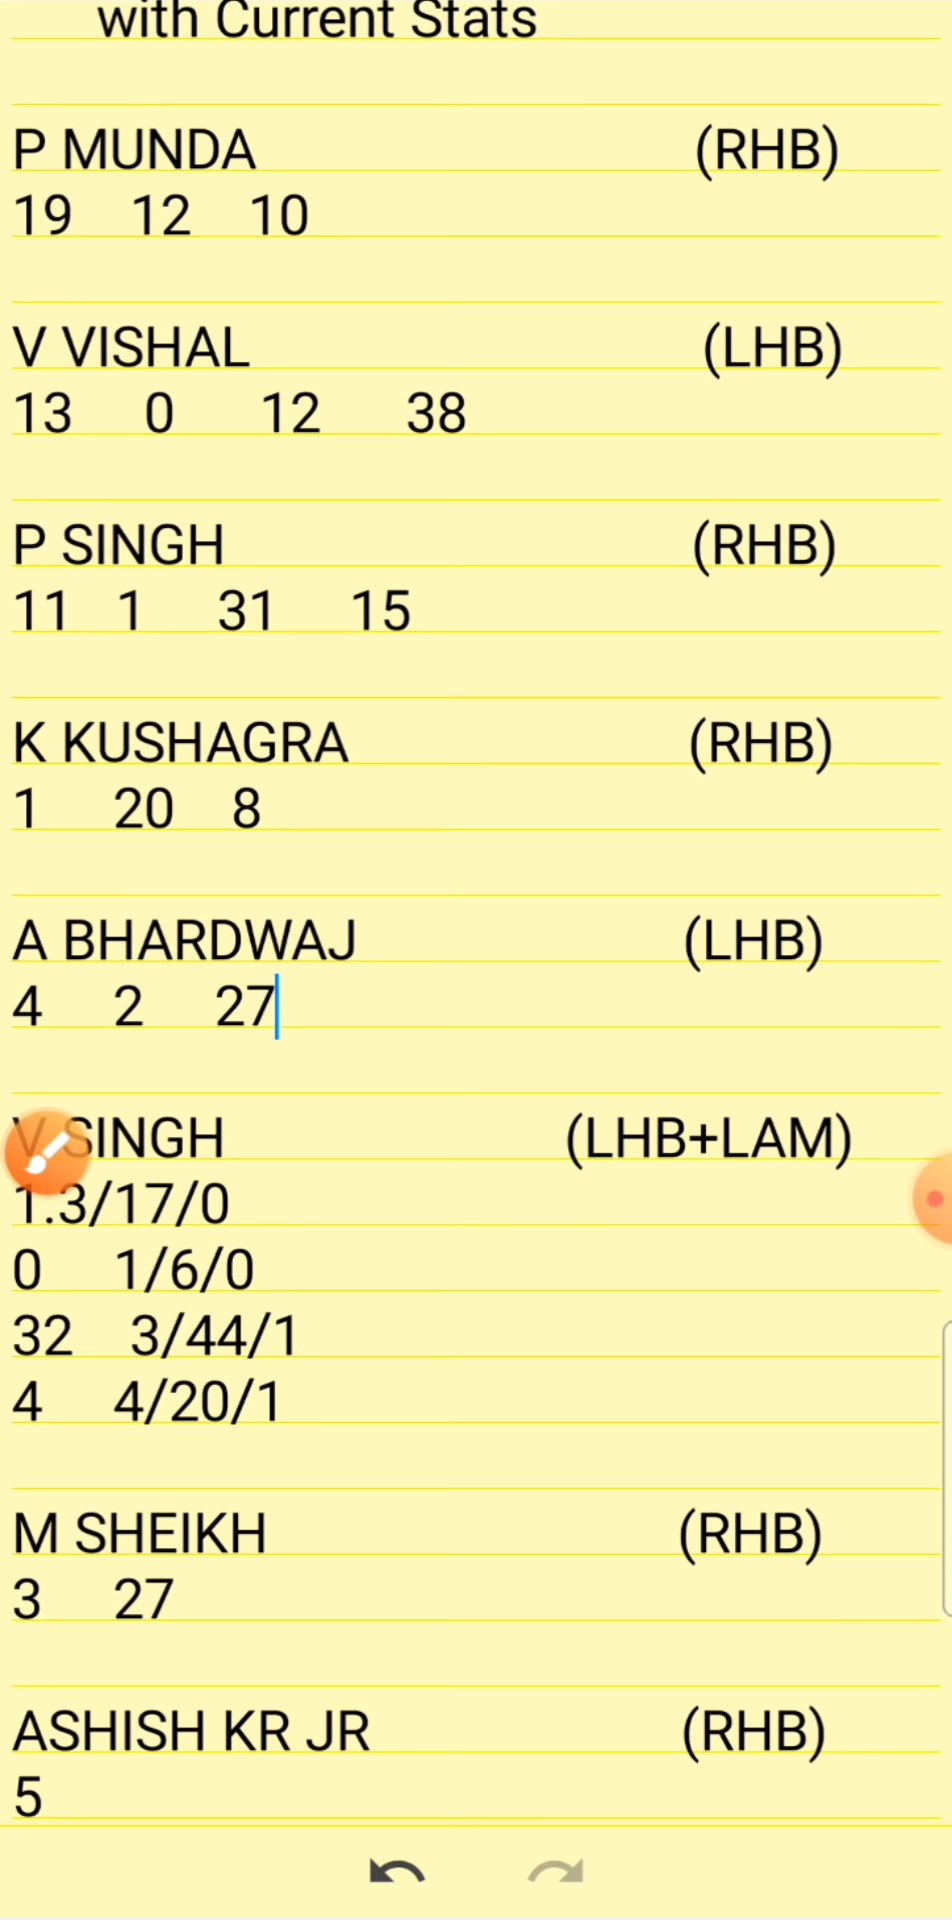 with Current Stats
P MUNDA (RHB)
19 12 10
V VISHAL (LHB)
13 0 12 38
P SINGH (RHB)
11 1 31 15
K KUSHAGRA (RHB)
1 20 8
A BHARDWAJ (LHB)
4 2 27
V SINGH (LHB+LAM)
1.3/17/0
0 1/6/0
32 3/44/1
4 4/20/1
M SHEIKH (RHB)
3 27
ASHISH KR JR (RHB)
5